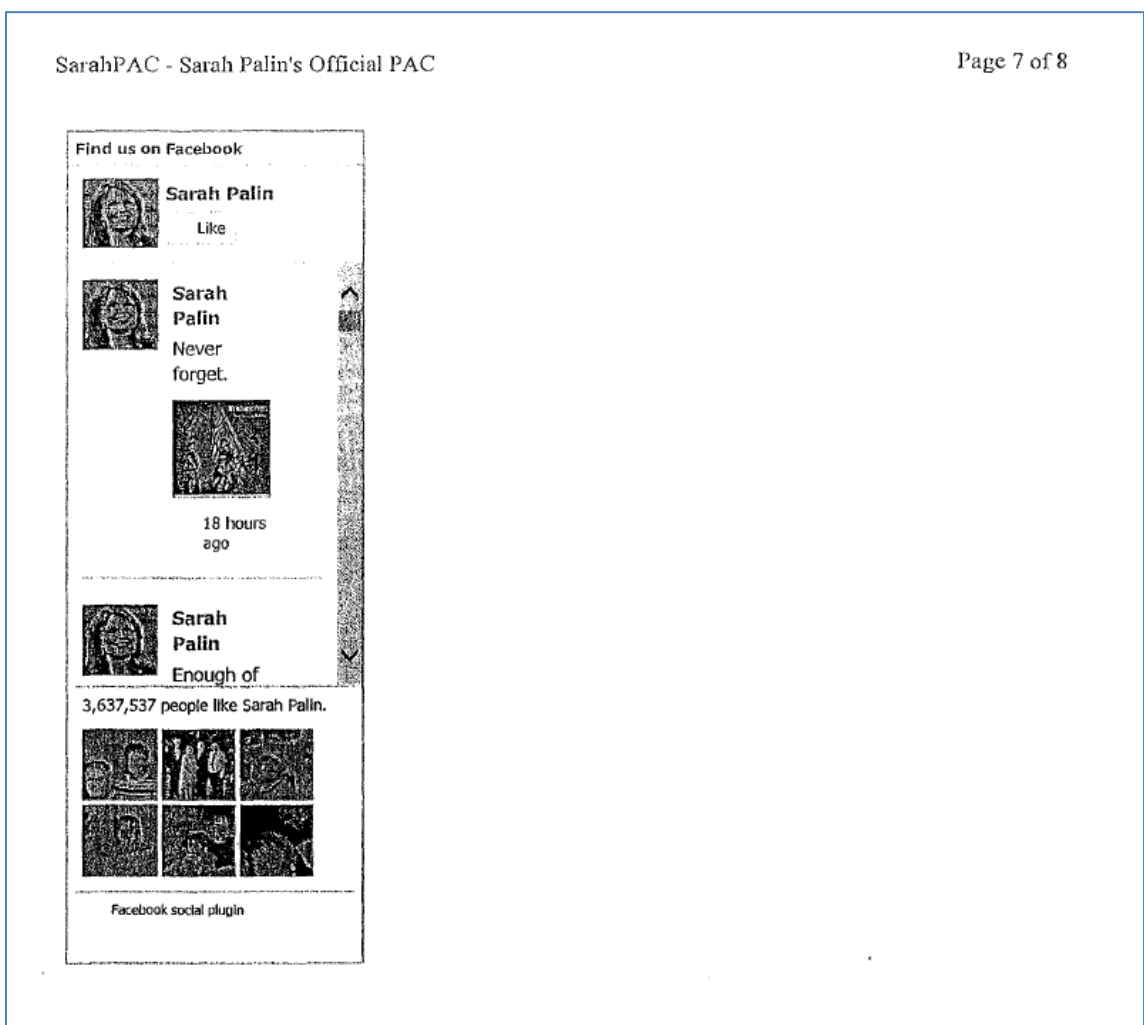 SarahPAC - Sarah Palin's Official PAC
Page 7 of 8
Find us on Facebook
Sarah Palin
Like
Sarah
Palin
Never
forget.
18 hours
ago
Sarah
Palin
Enough of
3,637,537 people like Sarah Palin.
Facebook social plugin